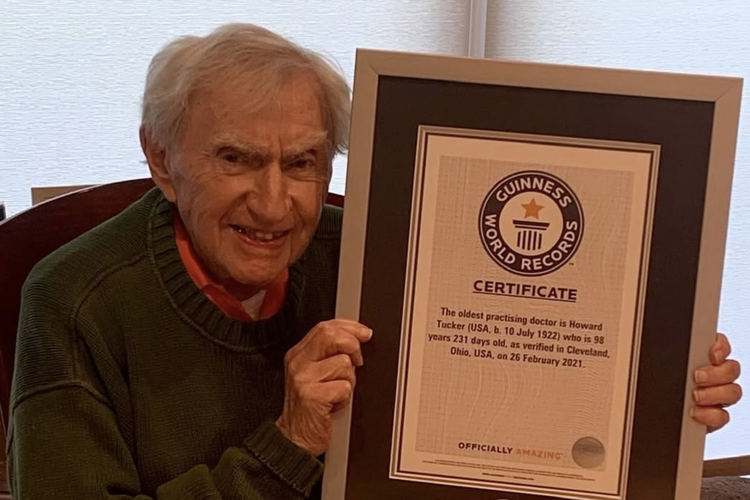 GUINNESS
WORLD RECORDS
CERTIFICATE
The oldest practising doctor is Howard
Tucker (USA, b. 10 July 1922) who is 98
years 231 days old, as verified in Cleveland,
Ohio, USA, on 26 February 2021.
OFFICIALLY AMAZING